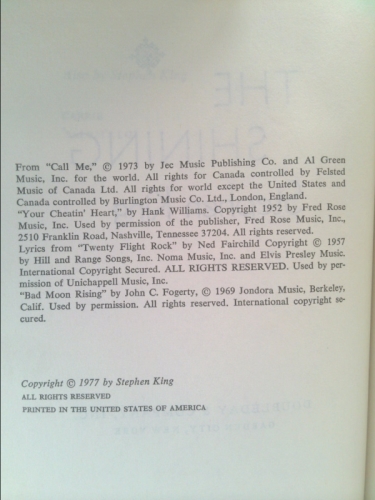 THE
SHINING
From "Call Me," © 1973 by Jec Music Publishing Co. and Al Green
Music, Inc. for the world. All rights for Canada controlled by Felsted
Music of Canada Ltd. All rights for world except the United States and
Canada controlled by Burlington Music Co. Ltd., London, England.
"Your Cheatin' Heart," by Hank Williams. Copyright 1952 by Fred Rose
Music, Inc. Used by permission of the publisher, Fred Rose Music, Inc.,
2510 Franklin Road, Nashville, Tennessee 37204. All rights reserved.
Lyrics from "Twenty Flight Rock" by Ned Fairchild Copyright © 1957
by Hill and Range Songs, Inc. Noma Music, Inc. and Elvis Presley Music.
International Copyright Secured. ALL RIGHTS RESERVED. Used by per-
mission of Unichappell Music, Inc.
"Bad Moon Rising" by John C. Fogerty, © 1969 Jondora Music, Berkeley,
Calif. Used by permission. All rights reserved. International copyright se-
cured.
Copyright © 1977 by Stephen King
ALL RIGHTS RESERVED
PRINTED IN THE UNITED STATES OF AMERICA